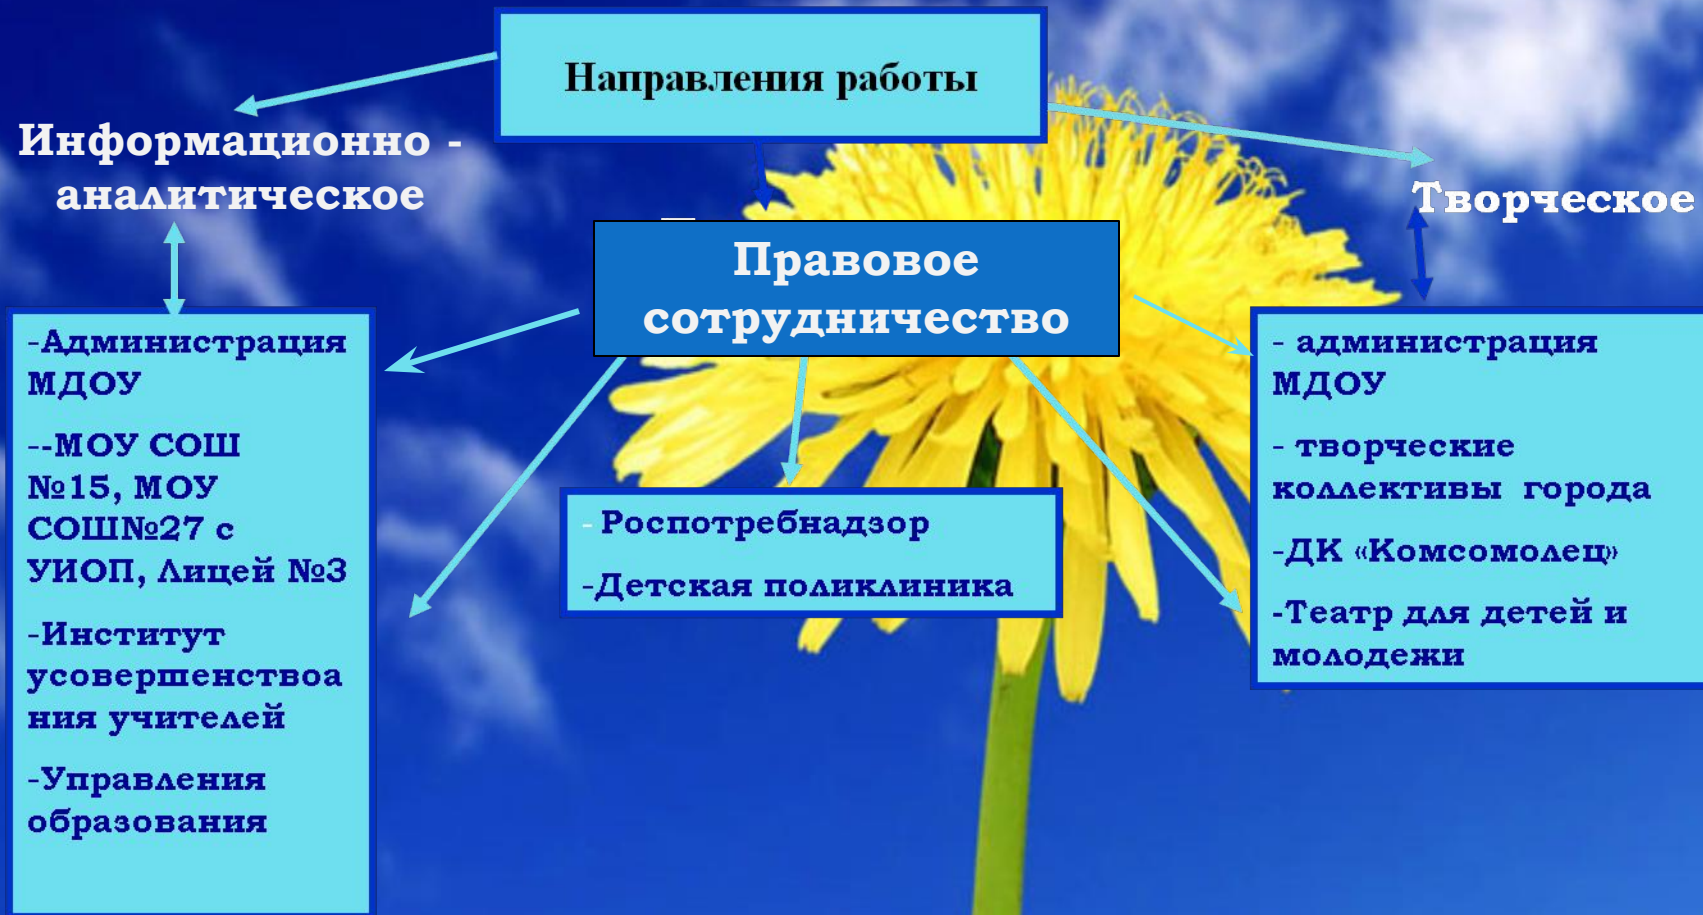 Направления работы
Информационно -
аналитическое
Творческое
Правовое
сотрудничество
-Администрация
МДОУ
--МОУ СОШ
№15, МОУ
СОШ№27 с
УИОП, Лицей №3
-Институт
усовершенствоа
ния учителей
-Управления
образования
- Роспотребнадзор
-Детская поликлиника
- администрация
МДОУ
- творческие
коллективы города
-ДК «Комсомолец»
-Театр для детей и
молодежи